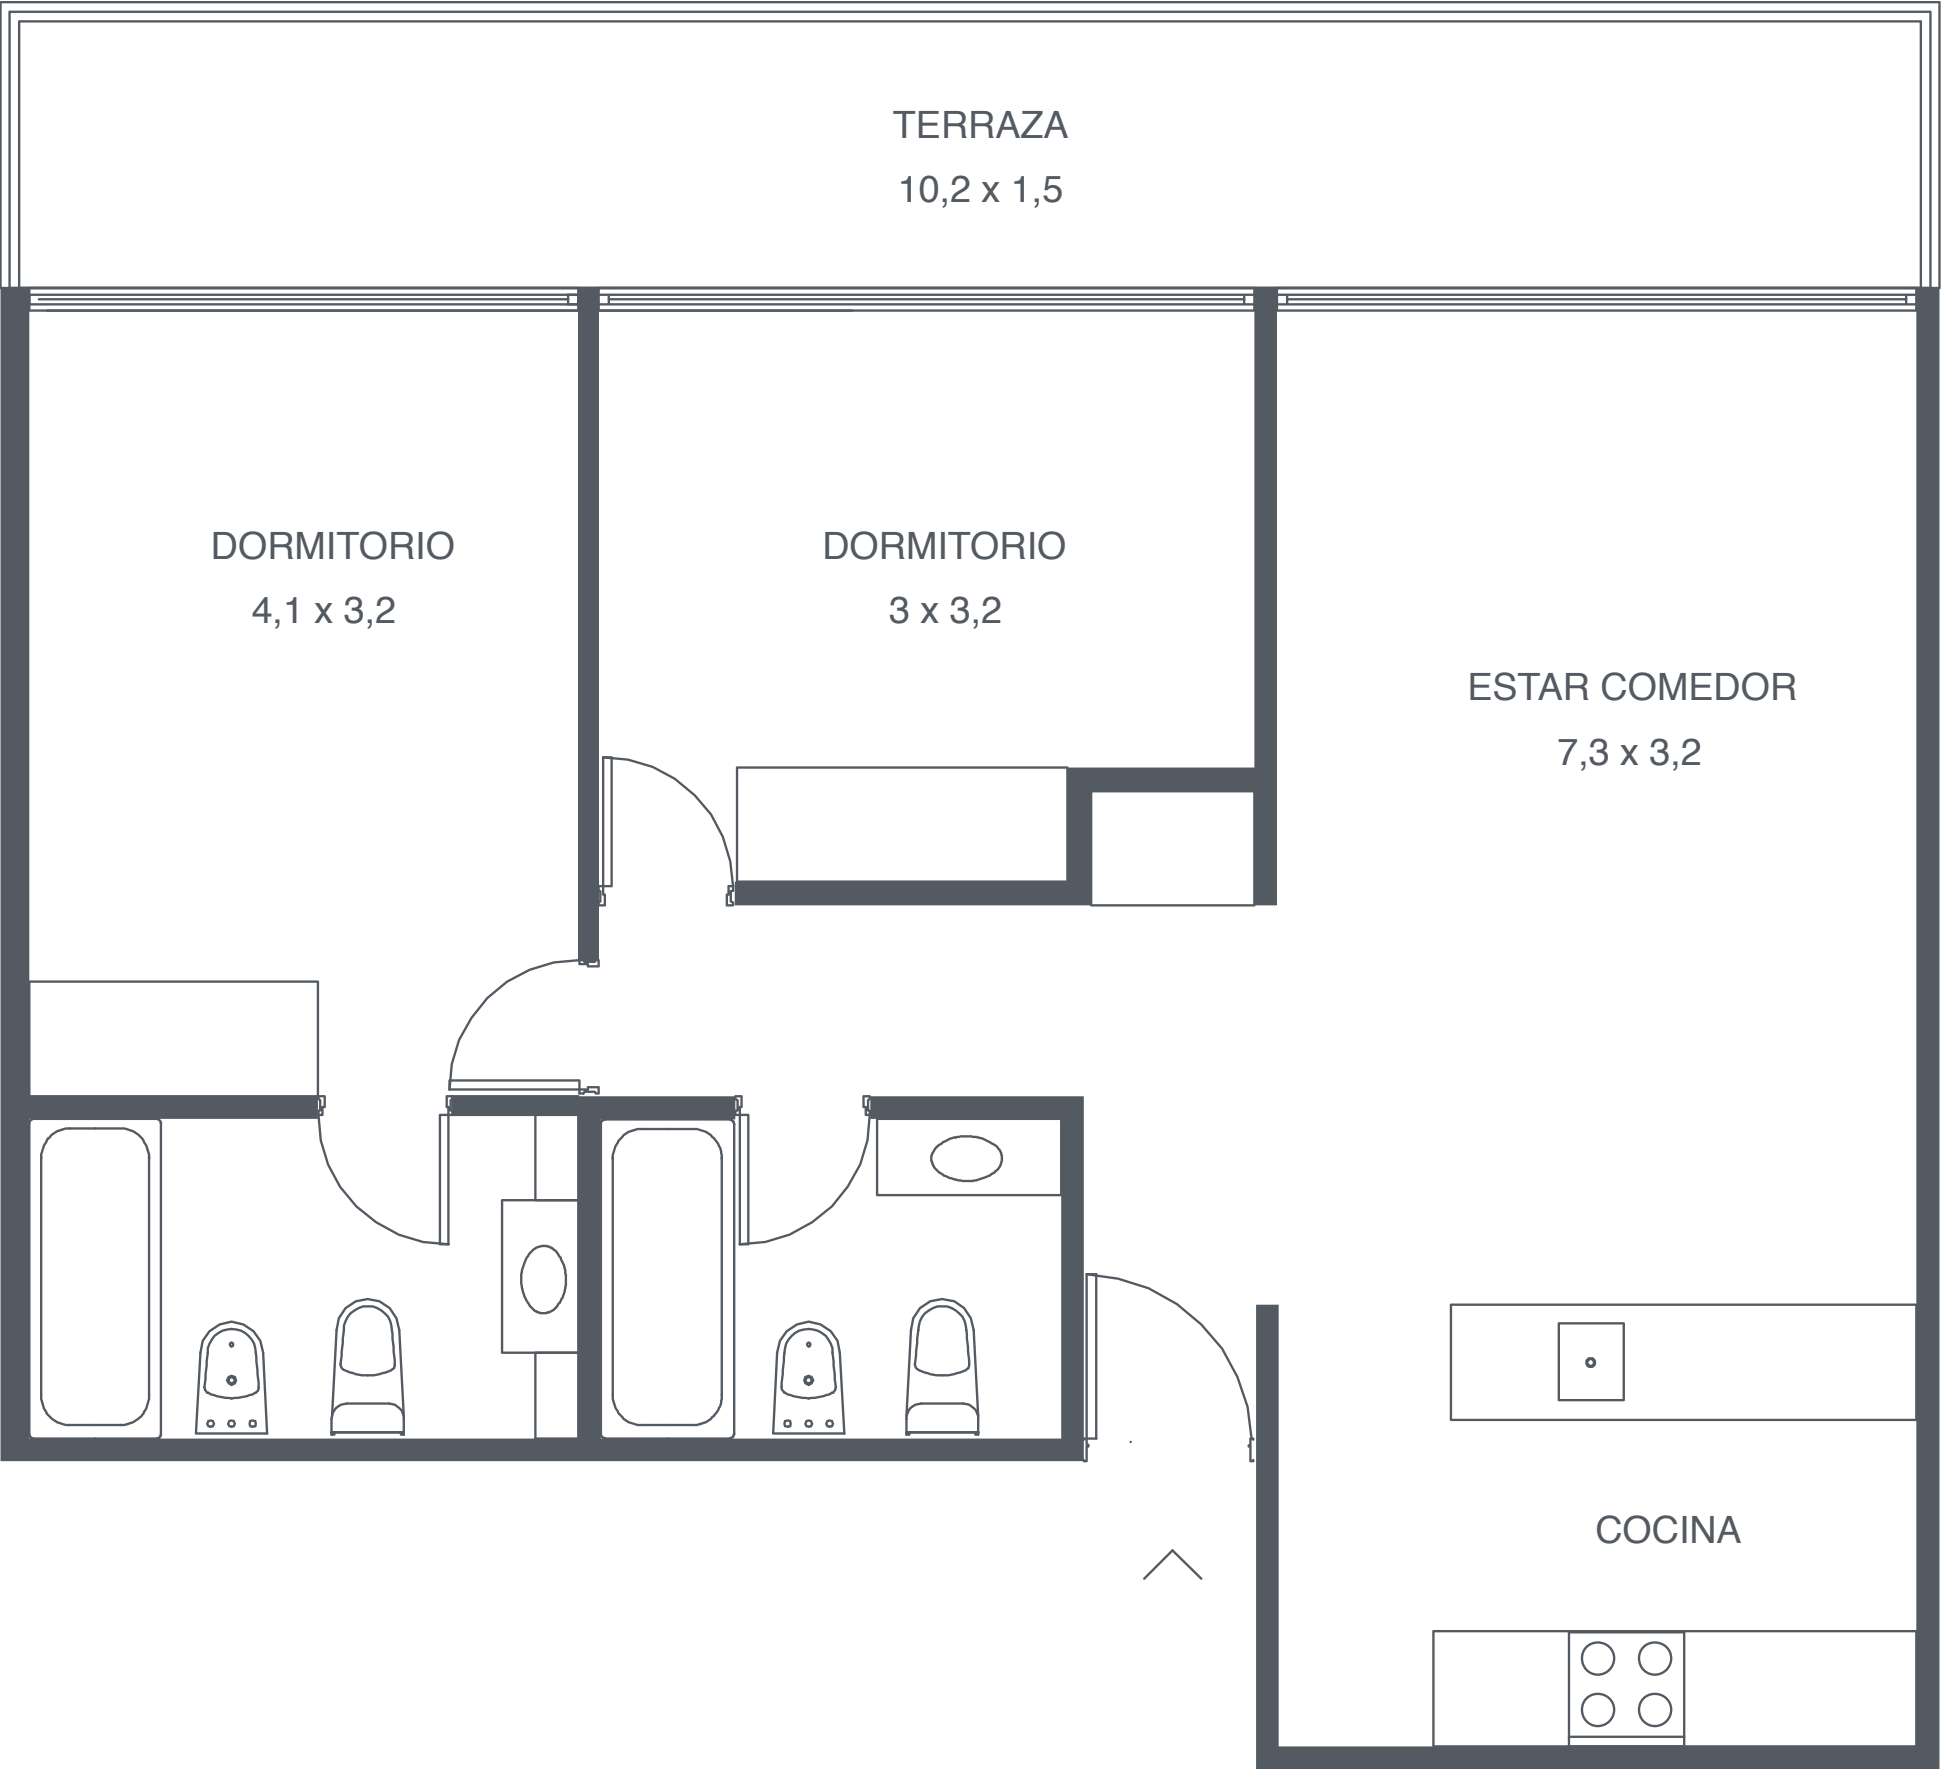 TERRAZA
10,2 x 1,5
DORMITORIO
4,1 x 3,2
DORMITORIO
3 x 3,2
ESTAR COMEDOR
7,3 x 3,2
COCINA